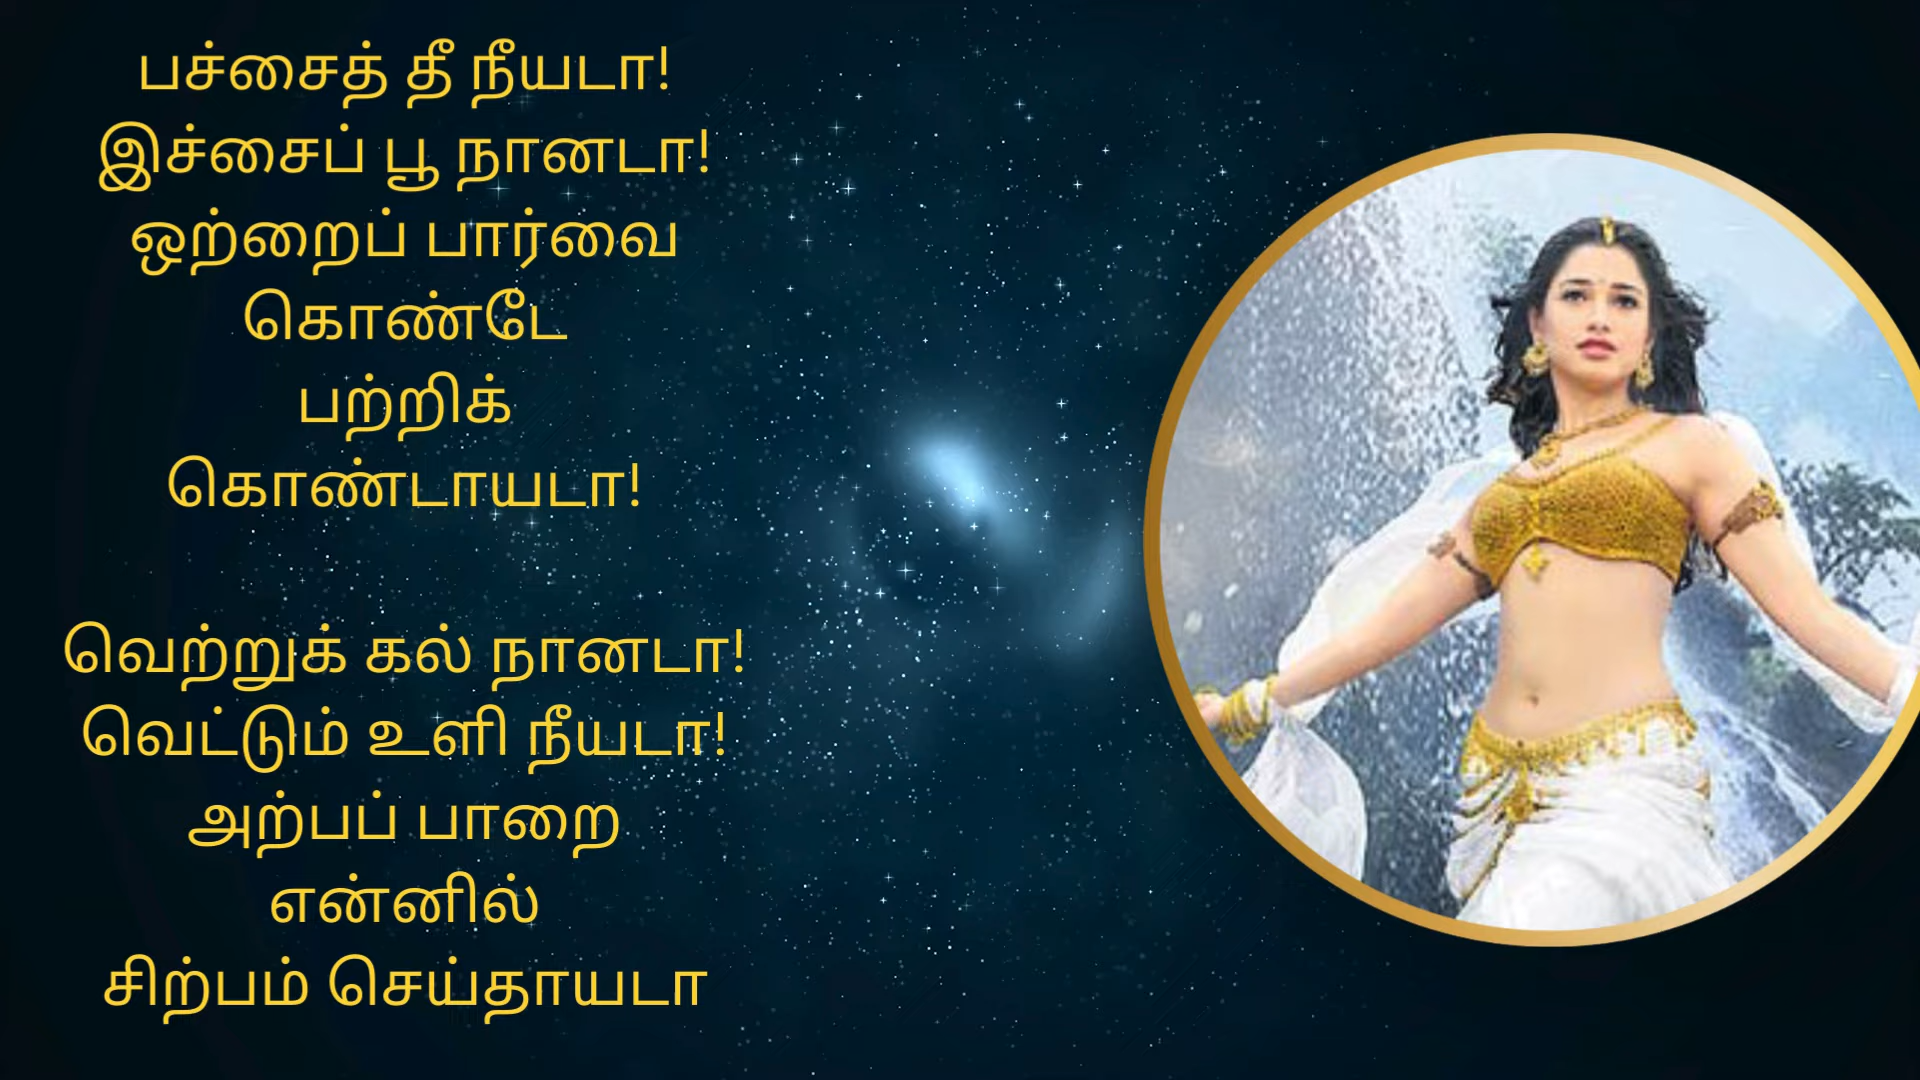 பச்சைத் தீ நீயடா!
இச்சைப் பூ நானடா!
ஒற்றைப் பார்வை
கொண்டே
பற்றிக்
கொண்டாயடா!
வெற்றுக் கல் நானடா!
வெட்டும் உளி நீயடா!
அற்பப் பாறை
என்னில்
சிற்பம் செய்தாயடா